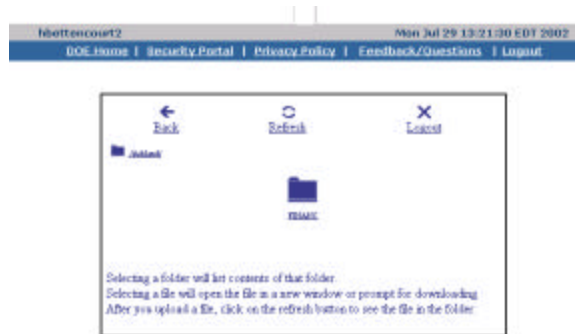 hbettencourt2 Mon Jul 29 13:21:30 EDT 2002
DOE Home | Security Portal | Privacy Policy | Feedback/Questions | Logout
Back Refresh Logout
Selecting a folder will list contents of that folder.
Selecting a file will open the file in a new window or prompt for downloading
After you upload a file, click on the refresh button to see the file in the folder